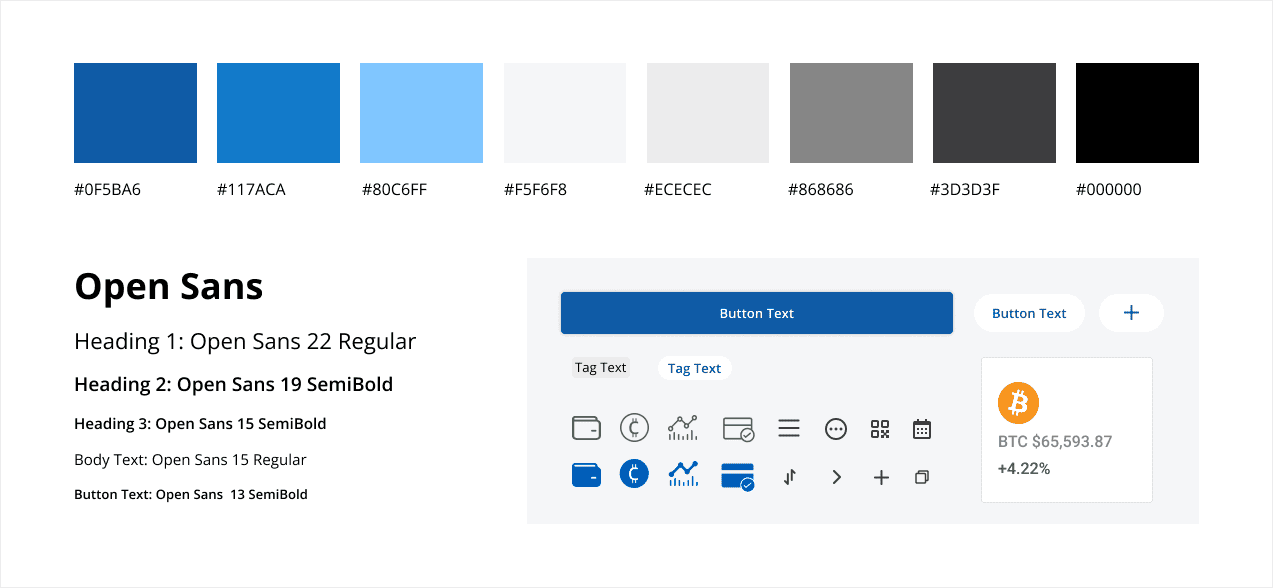 #0F5BA6
#117ACA
#80C6FF
#F5F6F8
#ECECEC
#868686
#3D3D3F
#000000
Open Sans
Heading 1: Open Sans 22 Regular
Heading 2: Open Sans 19 SemiBold
Heading 3: Open Sans 15 SemiBold
Body Text: Open Sans 15 Regular
Button Text: Open Sans  13 SemiBold
Button Text
Button Text
Tag Text
Tag Text
BTC $65,593.87
+4.22%